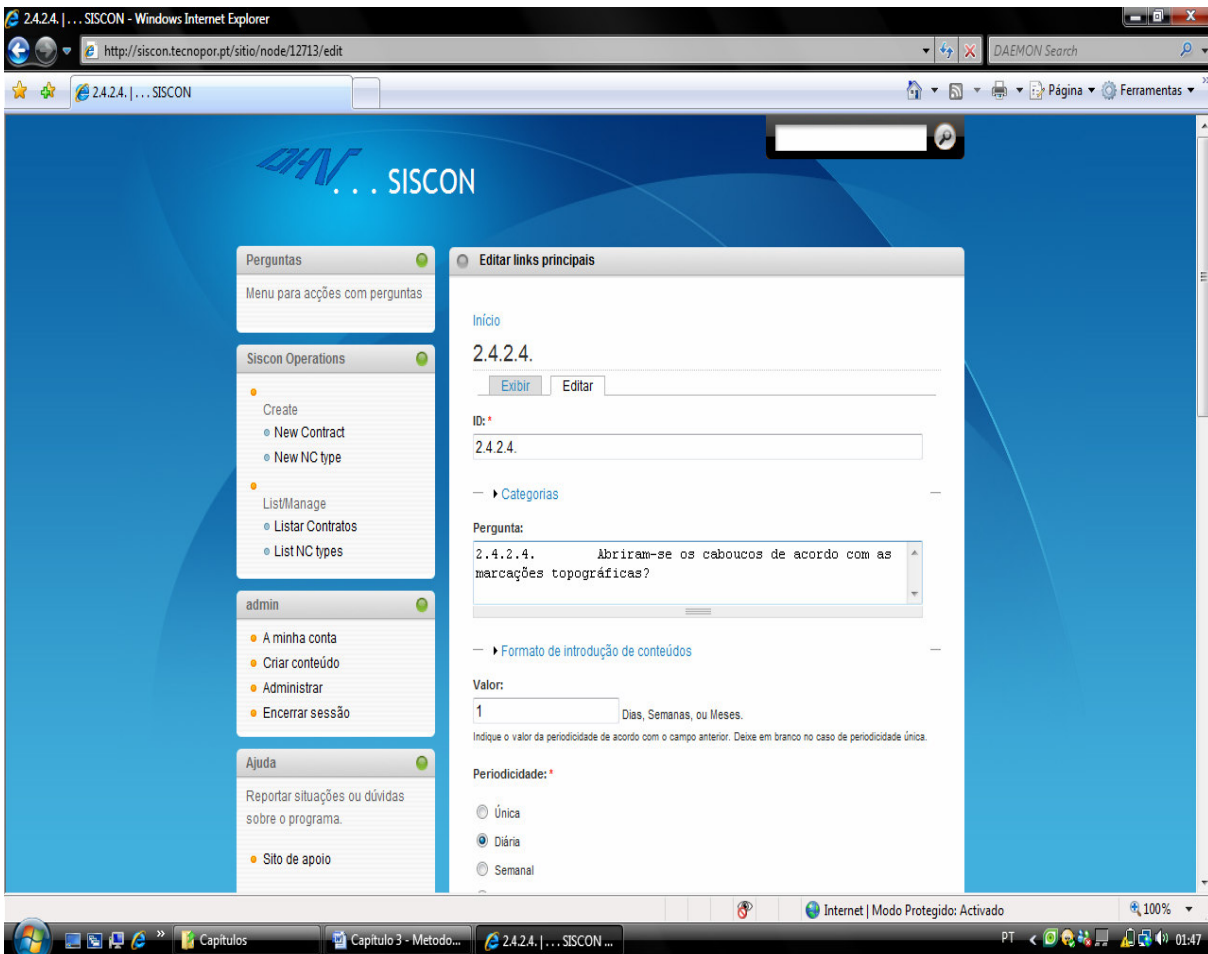 2.4.2.4. | . . . SISCON - Windows Internet Explorer
http://siscon.tecnopor.pt/sitio/node/12713/edit
DAEMON Search
2.4.2.4. | . . . SISCON
Página
Ferramentas
DHV. . . SISCON
Perguntas
Menu para acções com perguntas
Siscon Operations
Create
New Contract
New NC type
List/Manage
Listar Contratos
List NC types
admin
A minha conta
Criar conteúdo
Administrar
Encerrar sessão
Ajuda
Reportar situações ou dúvidas
sobre o programa.
Sito de apoio
Editar links principais
Início
2.4.2.4.
Exibir Editar
ID: *
2.4.2.4.
Categorias
Pergunta:
2.4.2.4. Abriram-se os caboucos de acordo com as
marcações topográficas?
Formato de introdução de conteúdos
Valor:
1 Dias, Semanas, ou Meses.
Indique o valor da periodicidade de acordo com o campo anterior. Deixe em branco no caso de periodicidade única.
Periodicidade: *
Única
Diária
Semanal
Internet | Modo Protegido: Activado
100%
Capítulos
Capítulo 3 - Metodo...
2.4.2.4. | . . . SISCON ...
PT
01:47